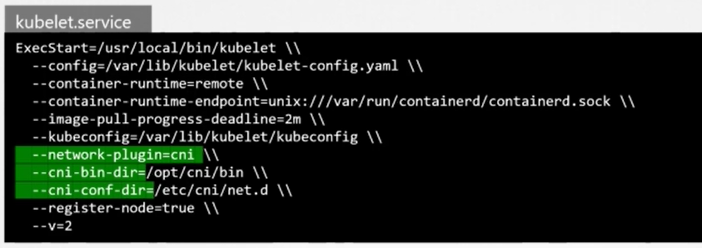 kubelet.service
ExecStart=/usr/local/bin/kubelet \\
--config=/var/lib/kubelet/kubelet-config.yaml \\
--container-runtime=remote \\
--container-runtime-endpoint=unix:///var/run/containerd/containerd.sock \\
--image-pull-progress-deadline=2m \\
--kubeconfig=/var/lib/kubelet/kubeconfig \\
--network-plugin=cni \\
--cni-bin-dir=/opt/cni/bin \\
--cni-conf-dir=/etc/cni/net.d \\
--register-node=true \\
--v=2